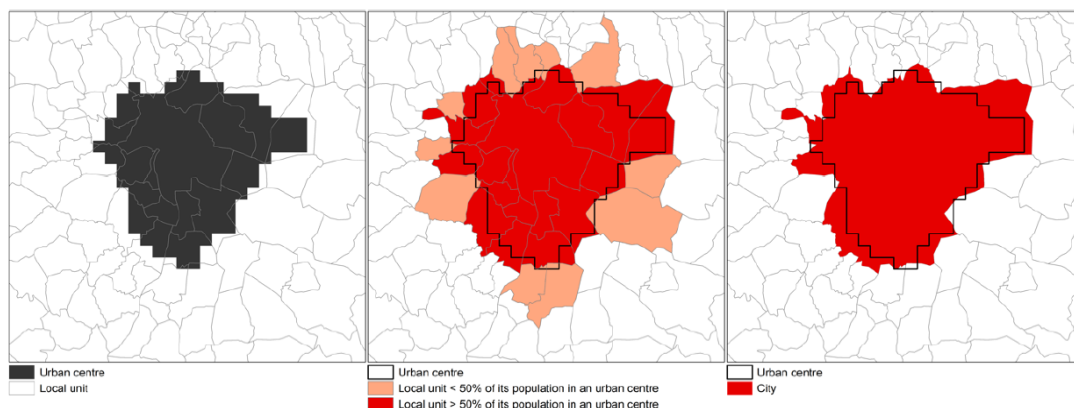 Urban centre
Local unit
Urban centre
Local unit < 50% of its population in an urban centre
Local unit > 50% of its population in an urban centre
Urban centre
City